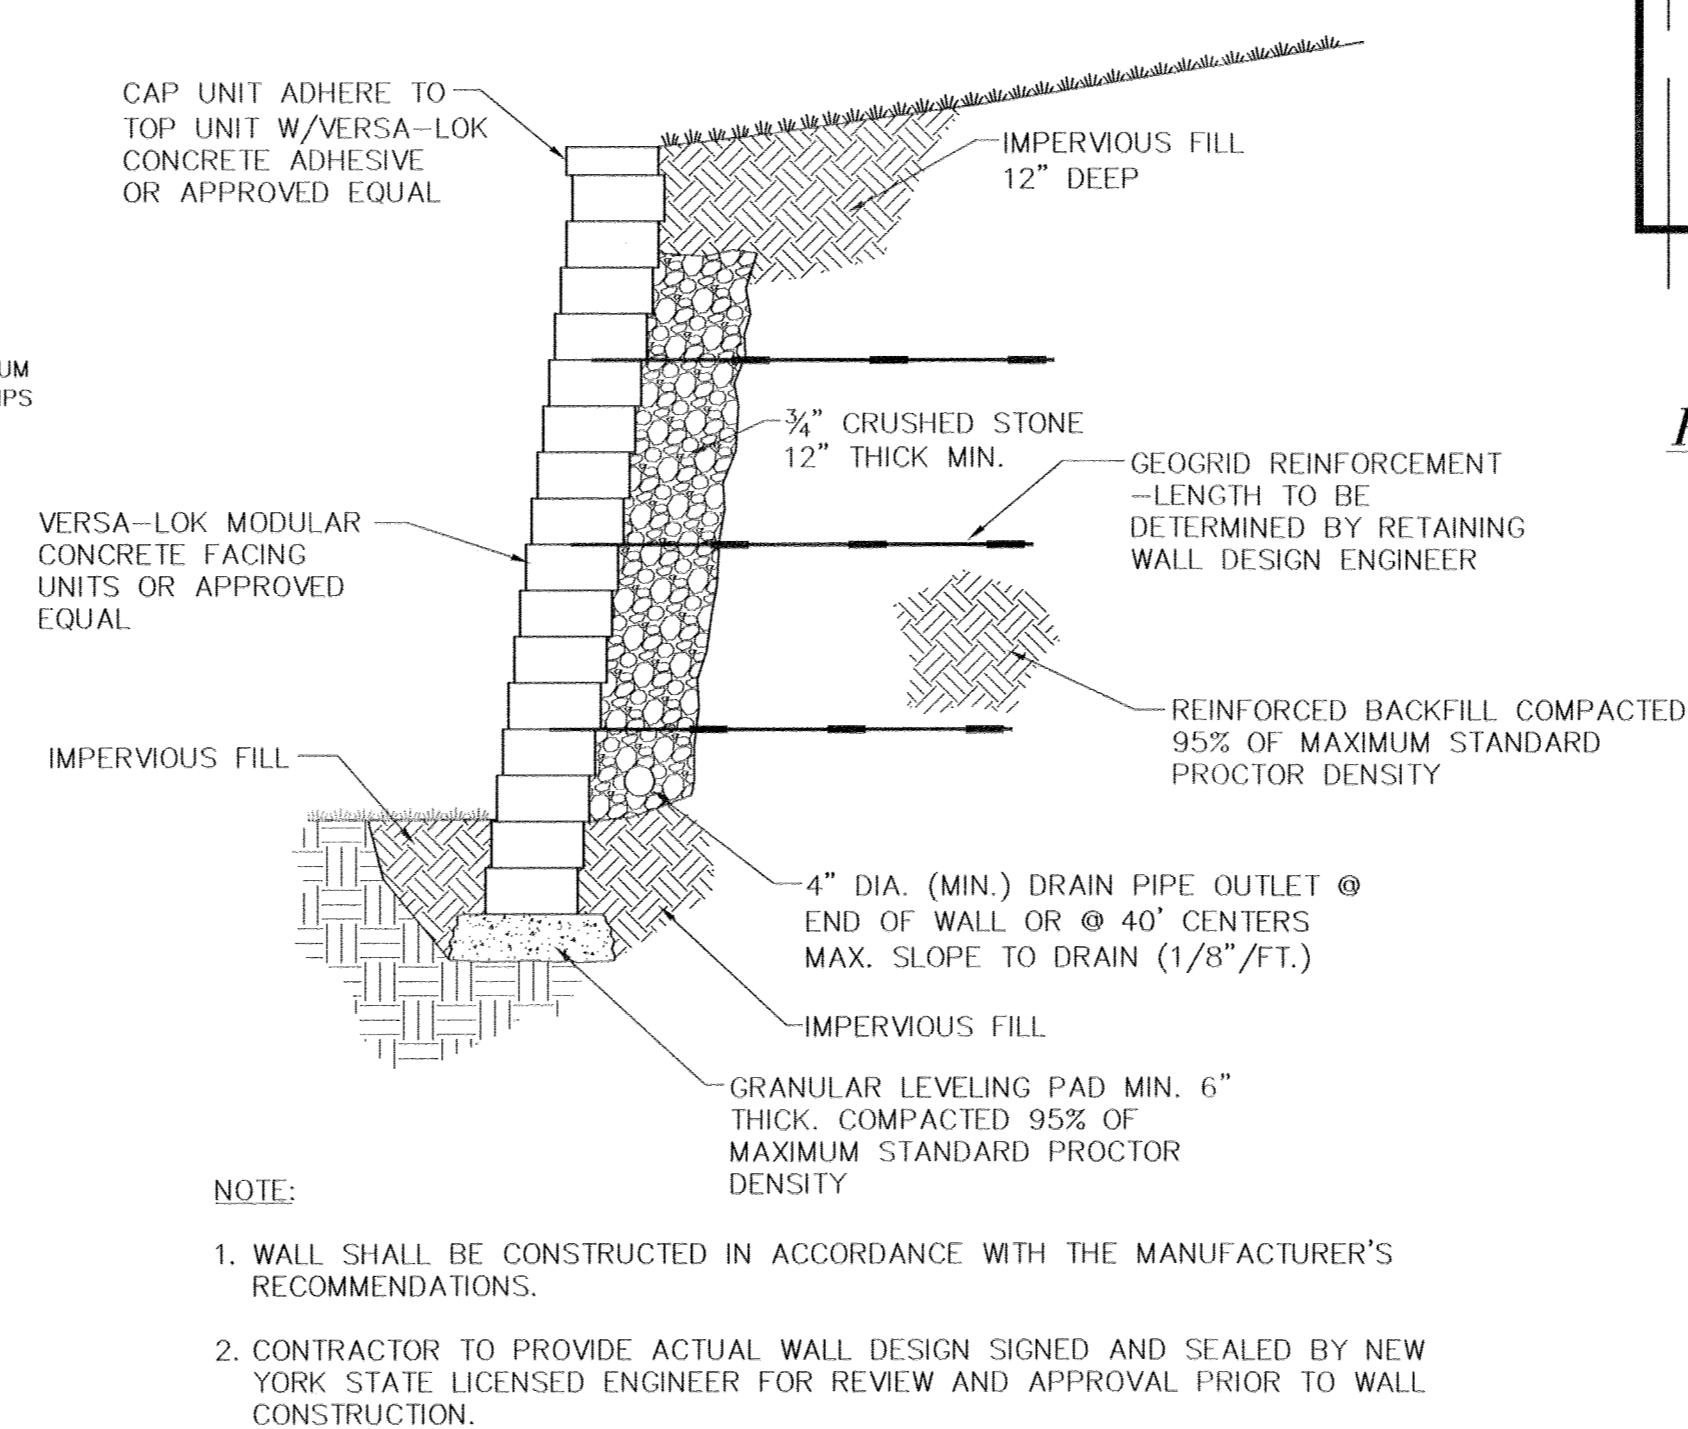 CAP UNIT ADHERE TO
TOP UNIT W/VERSA-LOK
CONCRETE ADHESIVE
OR APPROVED EQUAL
IMPERVIOUS FILL
12" DEEP
¾" CRUSHED STONE
12" THICK MIN.
GEOGRID REINFORCEMENT
-LENGTH TO BE
DETERMINED BY RETAINING
WALL DESIGN ENGINEER
VERSA-LOK MODULAR
CONCRETE FACING
UNITS OR APPROVED
EQUAL
REINFORCED BACKFILL COMPACTED
95% OF MAXIMUM STANDARD
PROCTOR DENSITY
IMPERVIOUS FILL
4" DIA. (MIN.) DRAIN PIPE OUTLET @
END OF WALL OR @ 40' CENTERS
MAX. SLOPE TO DRAIN (1/8"/FT.)
IMPERVIOUS FILL
GRANULAR LEVELING PAD MIN. 6"
THICK. COMPACTED 95% OF
MAXIMUM STANDARD PROCTOR
DENSITY
NOTE:
1. WALL SHALL BE CONSTRUCTED IN ACCORDANCE WITH THE MANUFACTURER'S
RECOMMENDATIONS.
2. CONTRACTOR TO PROVIDE ACTUAL WALL DESIGN SIGNED AND SEALED BY NEW
YORK STATE LICENSED ENGINEER FOR REVIEW AND APPROVAL PRIOR TO WALL
CONSTRUCTION.